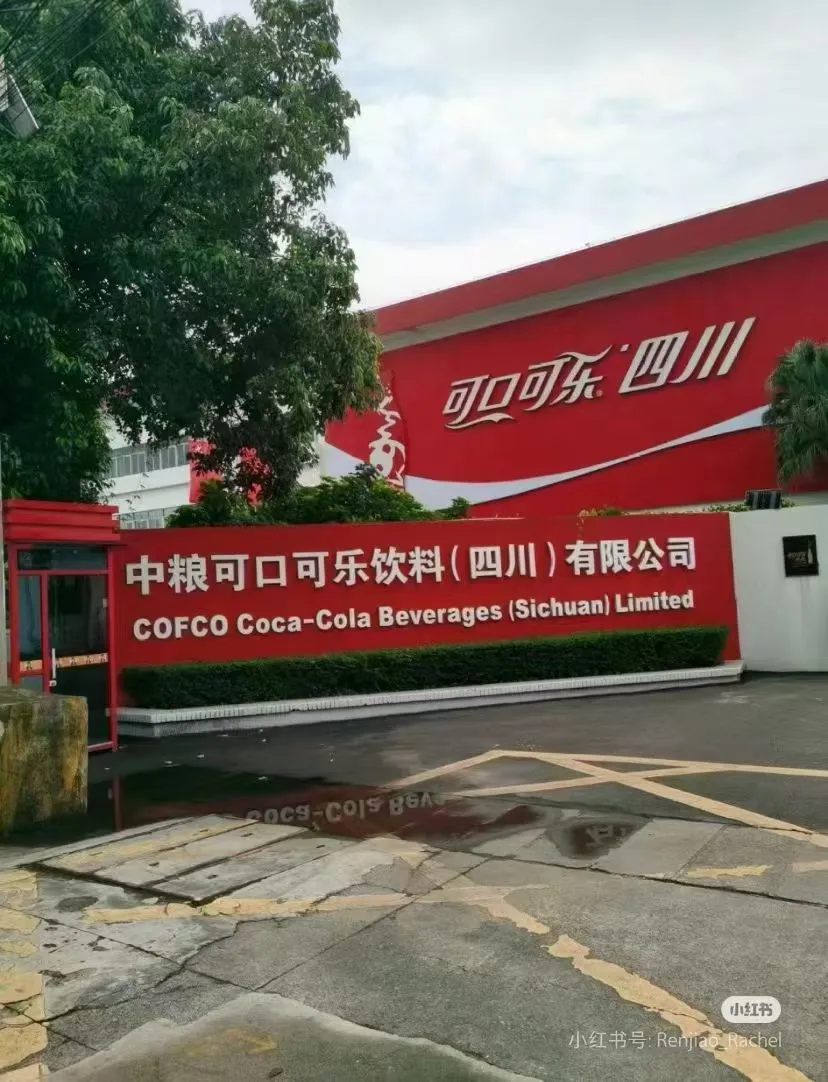 可口可乐·四川
中粮可口可乐饮料(四川)有限公司
COFCO Coca-Cola Beverages (Sichuan) Limited
小红书
小红书号: Renjiao_Rachel